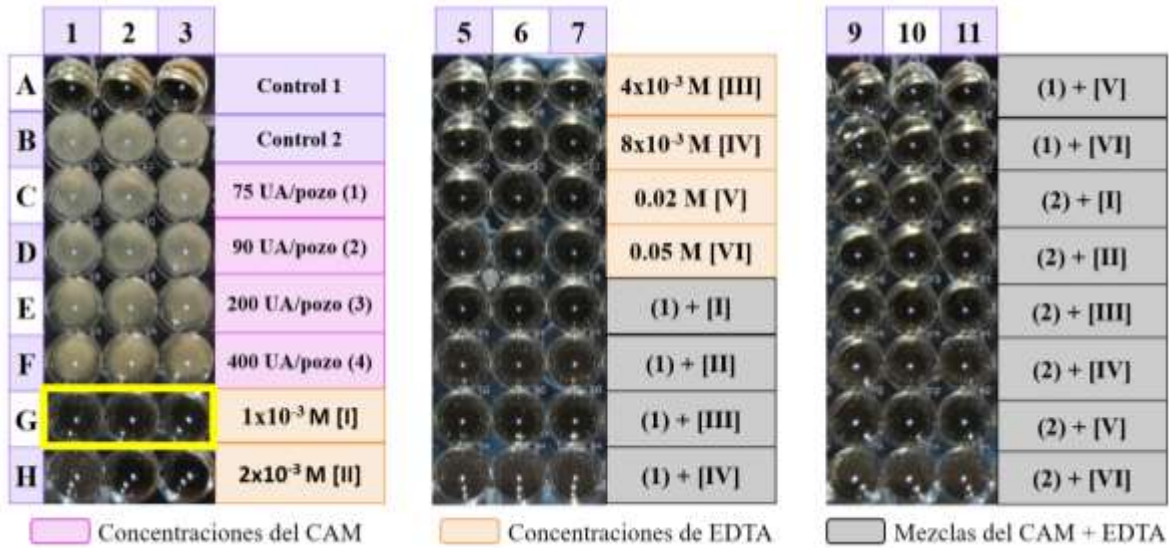 1 2 3
A Control 1
B Control 2
C 75 UA/pozo (1)
D 90 UA/pozo (2)
E 200 UA/pozo (3)
F 400 UA/pozo (4)
G 1x10⁻³ M [I]
H 2x10⁻³ M [II]
5 6 7
4x10⁻³ M [III]
8x10⁻³ M [IV]
0.02 M [V]
0.05 M [VI]
(1) + [I]
(1) + [II]
(1) + [III]
(1) + [IV]
9 10 11
(1) + [V]
(1) + [VI]
(2) + [I]
(2) + [II]
(2) + [III]
(2) + [IV]
(2) + [V]
(2) + [VI]
Concentraciones del CAM
Concentraciones de EDTA
Mezclas del CAM + EDTA